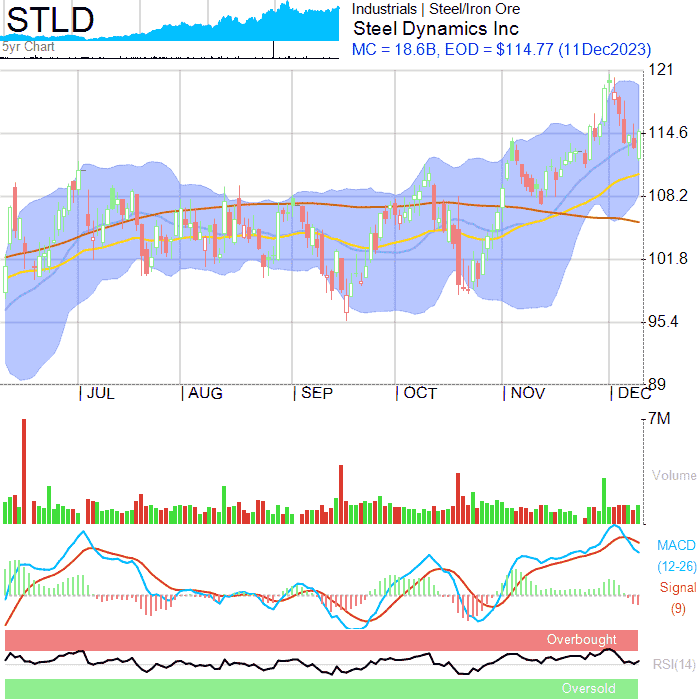 STLD
5yr Chart
Industrials | Steel/Iron Ore
Steel Dynamics Inc
MC = 18.6B, EOD = $114.77 (11Dec2023)
121
114.6
108.2
101.8
95.4
89
JUL
AUG
SEP
OCT
NOV
DEC
7M
Volume
MACD
(12-26)
Signal
(9)
Overbought
RSI(14)
Oversold